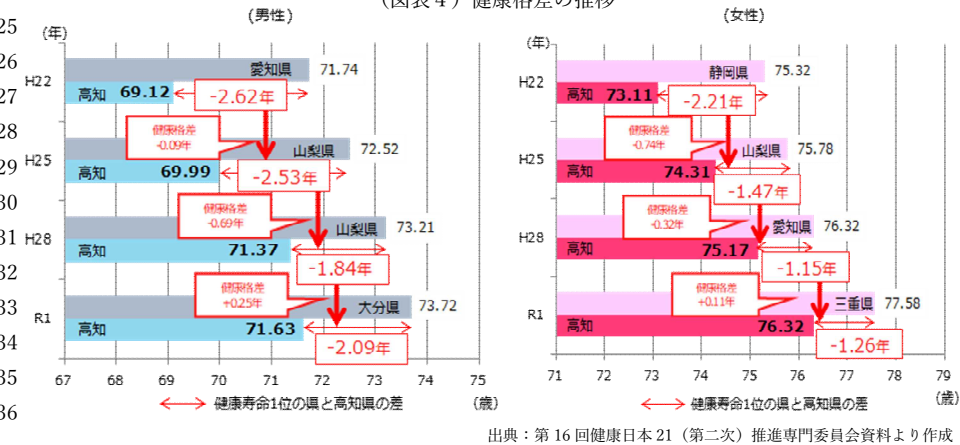 (図表４）健康格差の推移
25
26
27
28
29
30
31
32
33
34
35
36
(男性)
(年)
H22
愛知県 71.74
高知 69.12
-2.62年
健康格差
-0.09年
H25
山梨県 72.52
高知 69.99
-2.53年
健康格差
-0.69年
H28
山梨県 73.21
高知 71.37
-1.84年
健康格差
+0.25年
R1
大分県 73.72
高知 71.63
-2.09年
67 68 69 70 71 72 73 74 75
(歳)
健康寿命1位の県と高知県の差
(女性)
(年)
H22
静岡県 75.32
高知 73.11
-2.21年
健康格差
-0.74年
H25
山梨県 75.78
高知 74.31
-1.47年
健康格差
-0.32年
H28
愛知県 76.32
高知 75.17
-1.15年
健康格差
+0.11年
R1
三重県 77.58
高知 76.32
-1.26年
71 72 73 74 75 76 77 78 79
(歳)
健康寿命1位の県と高知県の差
出典：第 16 回健康日本 21（第二次）推進専門委員会資料より作成